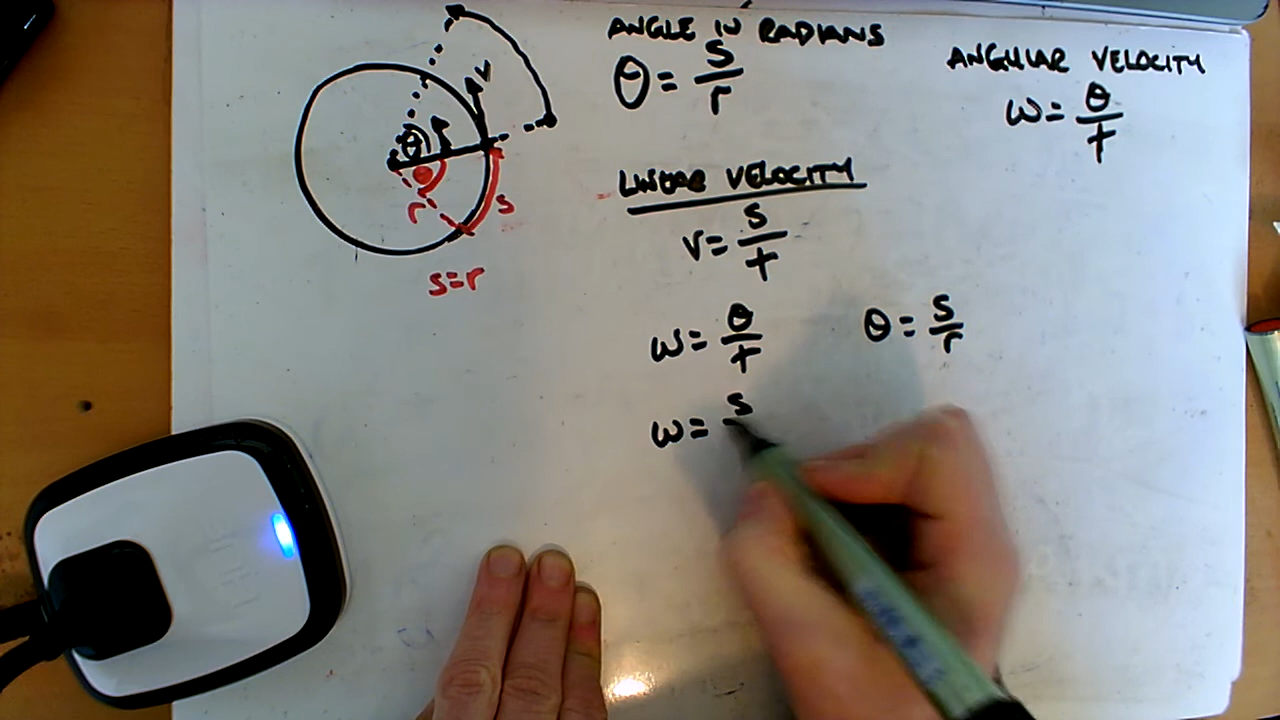 ANGLE IN RADIANS
θ = s/r
ANGULAR VELOCITY
ω = θ/t
v
θ
r
s
s=r
LINEAR VELOCITY
v = s/t
ω = θ/t
θ = s/r
ω = s